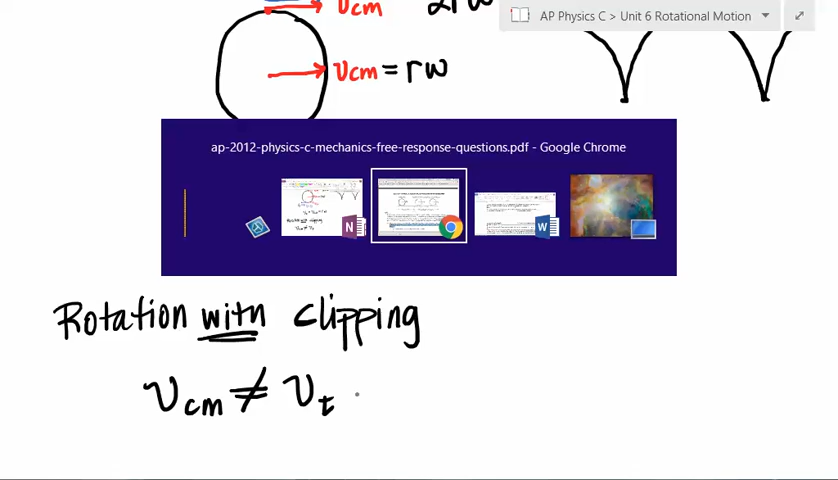 AP Physics C > Unit 6 Rotational Motion
vcm
vcm = rω
ap-2012-physics-c-mechanics-free-response-questions.pdf - Google Chrome
N
W
Rotation with clipping
vcm ≠ vt